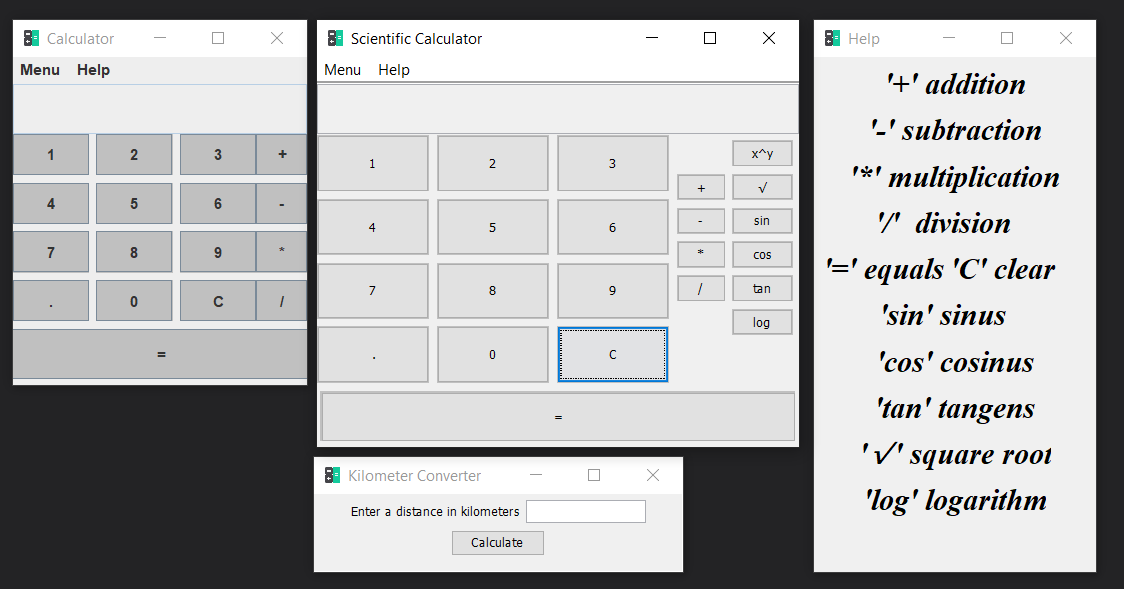 Calculator
Menu Help
1 2 3 +
4 5 6 -
7 8 9 *
. 0 C /
=
Scientific Calculator
Menu Help
1 2 3 x^y
+ √
4 5 6 - sin
* cos
7 8 9 / tan
log
. 0 C
=
Kilometer Converter
Enter a distance in kilometers
Calculate
Help
'+' addition
'-' subtraction
'*' multiplication
'/' division
'=' equals 'C' clear
'sin' sinus
'cos' cosinus
'tan' tangens
'√' square root
'log' logarithm